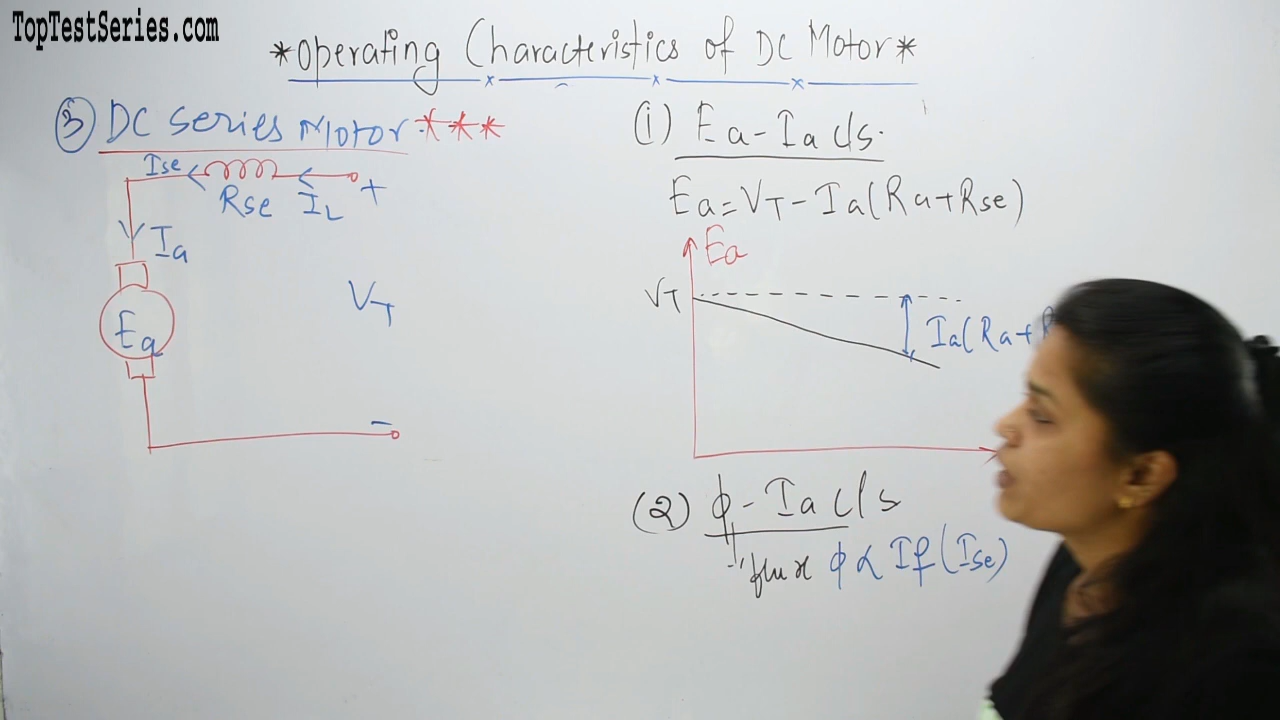 TopTestSeries.com
*Operating Characteristics of DC Motor*
③ DC Series Motor ***
Ise
Rse IL +
Ia
Ea
VT
-
(1) Ea - Ia c/s.
Ea = VT - Ia(Ra+Rse)
Ea
VT
Ia(Ra+
(2) ϕ - Ia c/s
flux ϕ ∝ If (Ise)